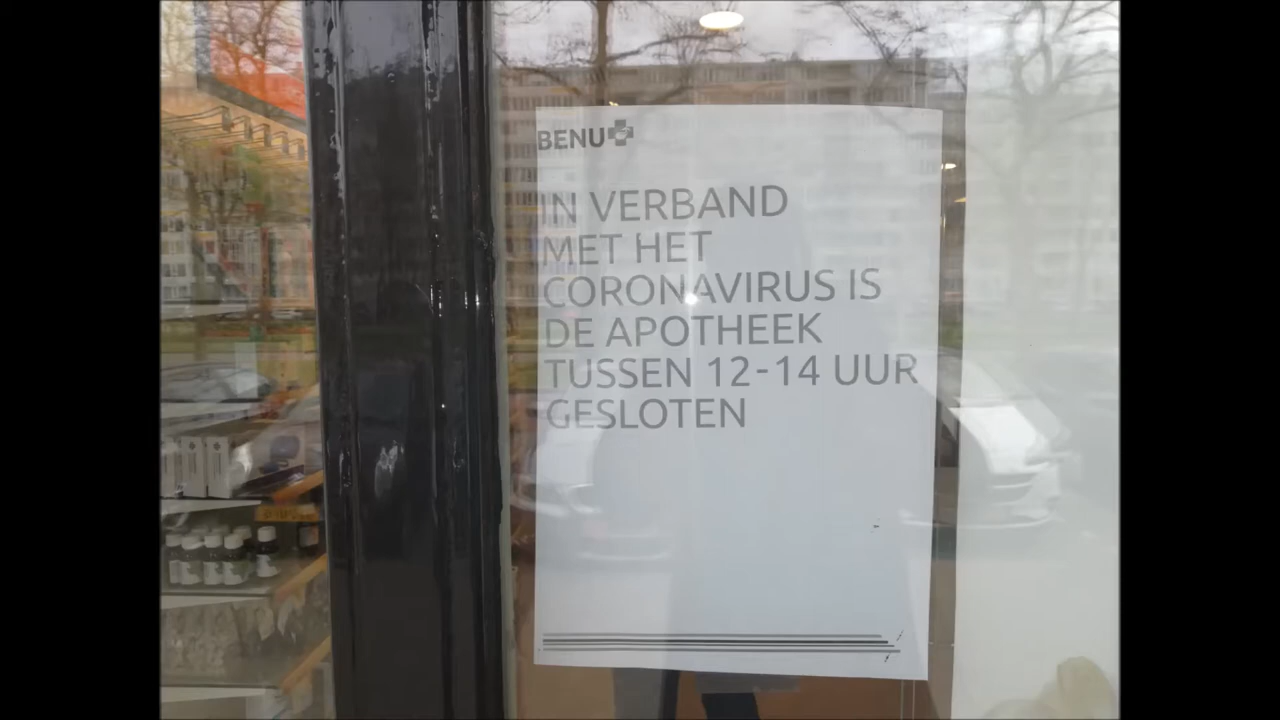 BENU
IN VERBAND
MET HET
CORONAVIRUS IS
DE APOTHEEK
TUSSEN 12-14 UUR
GESLOTEN